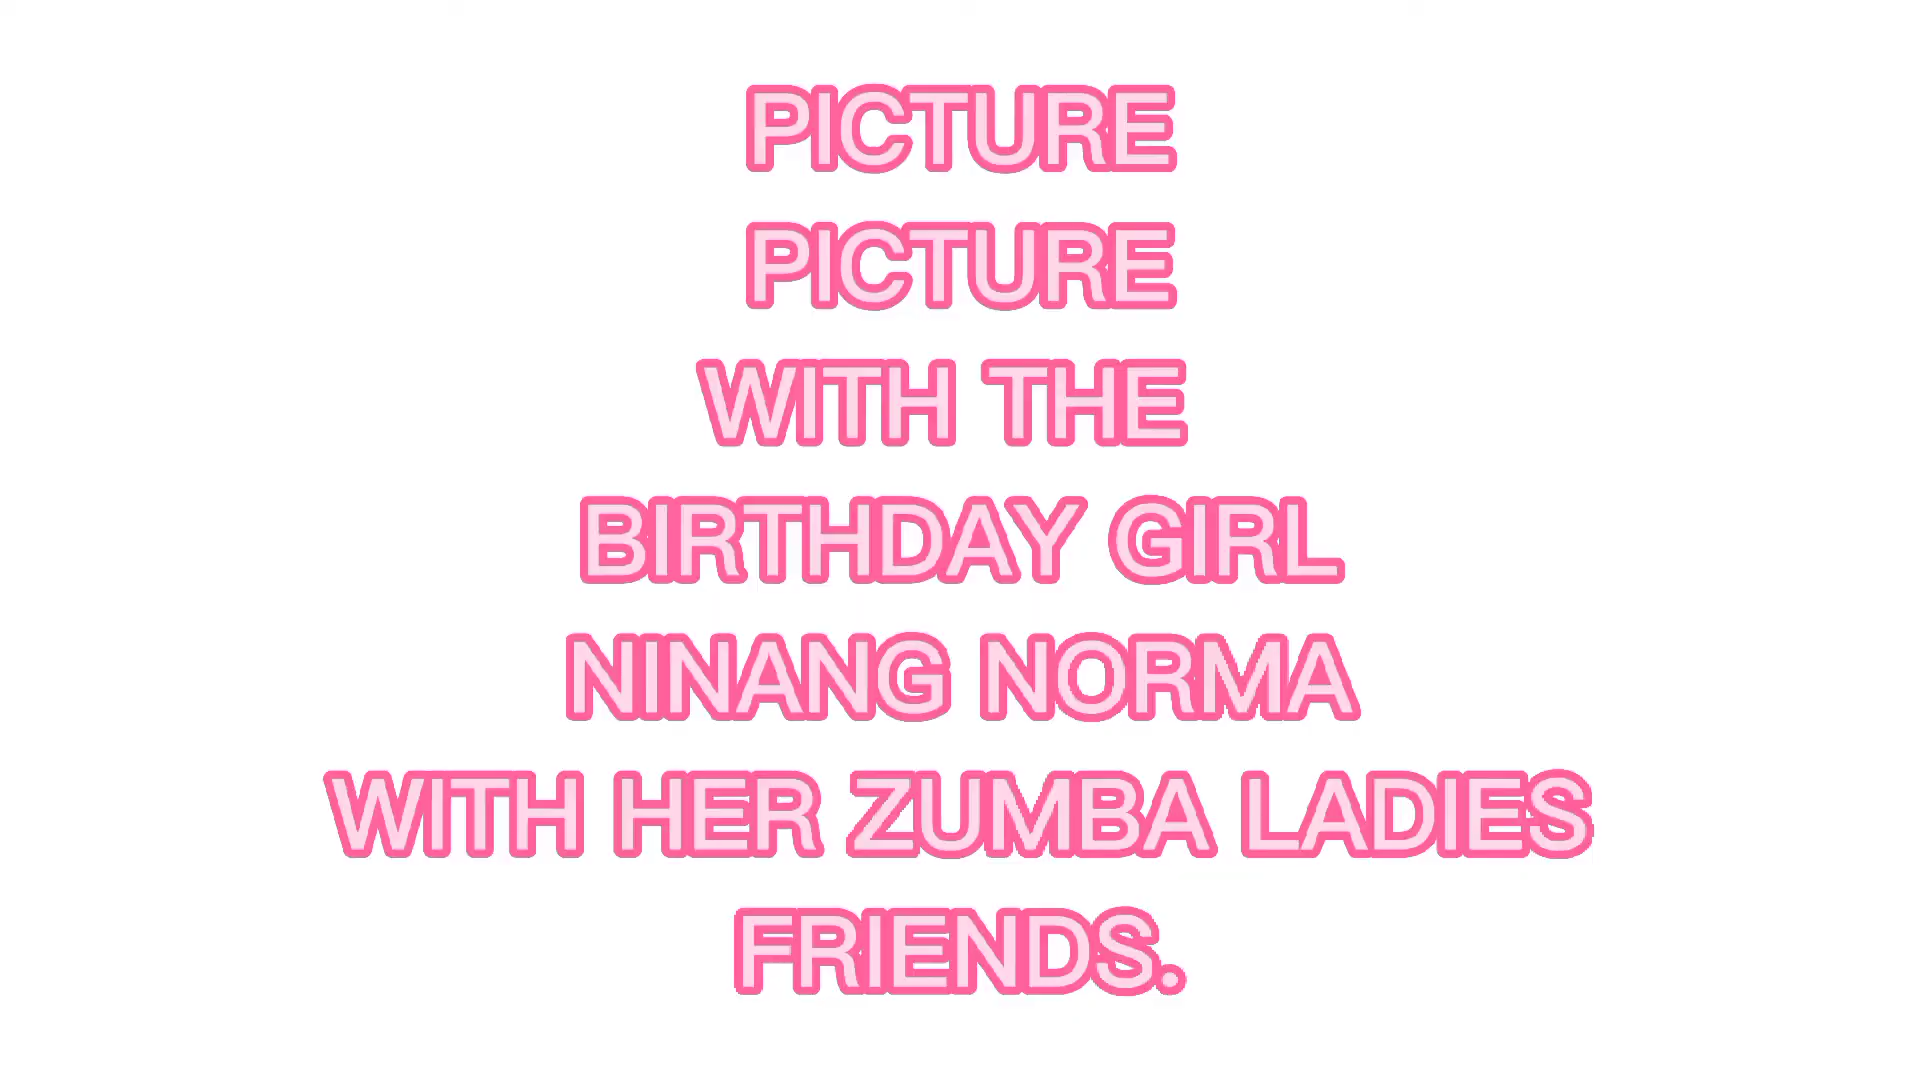 PICTURE
PICTURE
WITH THE
BIRTHDAY GIRL
NINANG NORMA
WITH HER ZUMBA LADIES
FRIENDS.